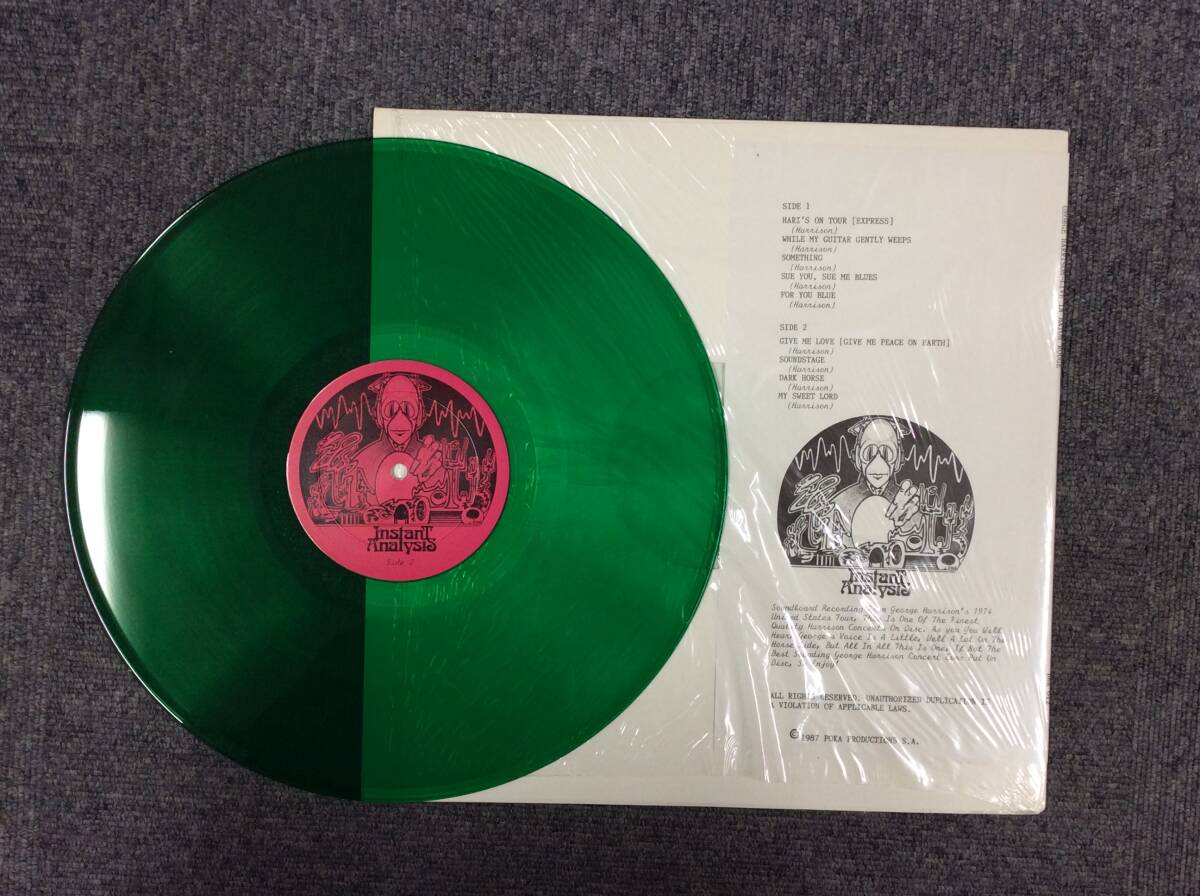 SIDE 1
HARI'S ON TOUR [EXPRESS]
(Harrison)
WHILE MY GUITAR GENTLY WEEPS
(Harrison)
SOMETHING
(Harrison)
SUE YOU, SUE ME BLUES
(Harrison)
FOR YOU BLUE
(Harrison)
SIDE 2
GIVE ME LOVE [GIVE ME PEACE ON EARTH]
(Harrison)
SOUNDSTAGE
(Harrison)
DARK HORSE
(Harrison)
MY SWEET LORD
(Harrison)
Instant
Analysis
Soundboard Recording From George Harrison's 1974
United States Tour, This Is One Of The Finest
Quality Harrison Concerts On Disc. As you You Will
Hear, George's Voice Is A Little, Well A Lot On The
Horse Side, But All In All This Is One, If Not The
Best Sounding George Harrison Concert Ever Put On
Disc, So Enjoy!
ALL RIGHTS RESERVED. UNAUTHORIZED DUPLICATION IS
A VIOLATION OF APPLICABLE LAWS.
© 1987 POKA PRODUCTIONS S.A.
Instant
Analysis
Side 2